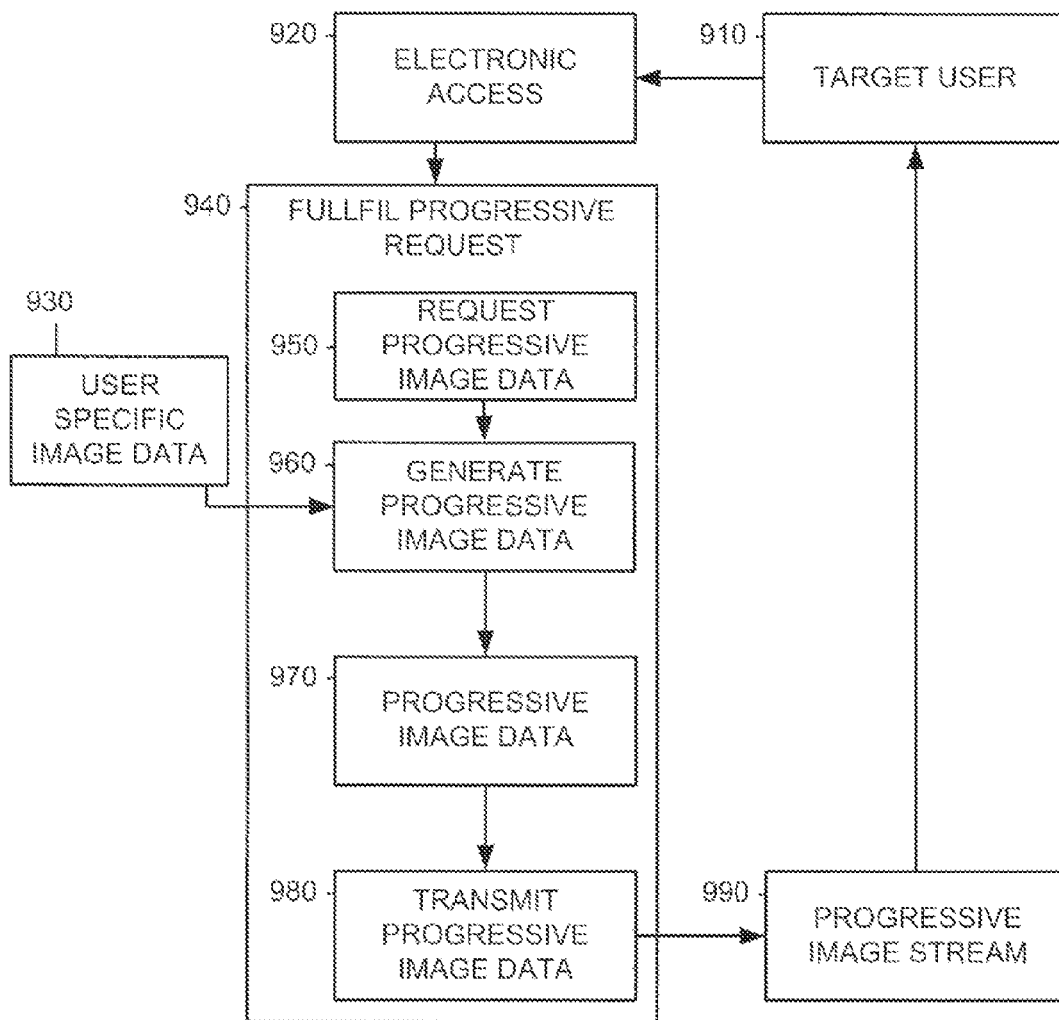 920
ELECTRONIC
ACCESS
910
TARGET USER
940
FULLFIL PROGRESSIVE
REQUEST
930
USER
SPECIFIC
IMAGE DATA
950
REQUEST
PROGRESSIVE
IMAGE DATA
960
GENERATE
PROGRESSIVE
IMAGE DATA
970
PROGRESSIVE
IMAGE DATA
980
TRANSMIT
PROGRESSIVE
IMAGE DATA
990
PROGRESSIVE
IMAGE STREAM